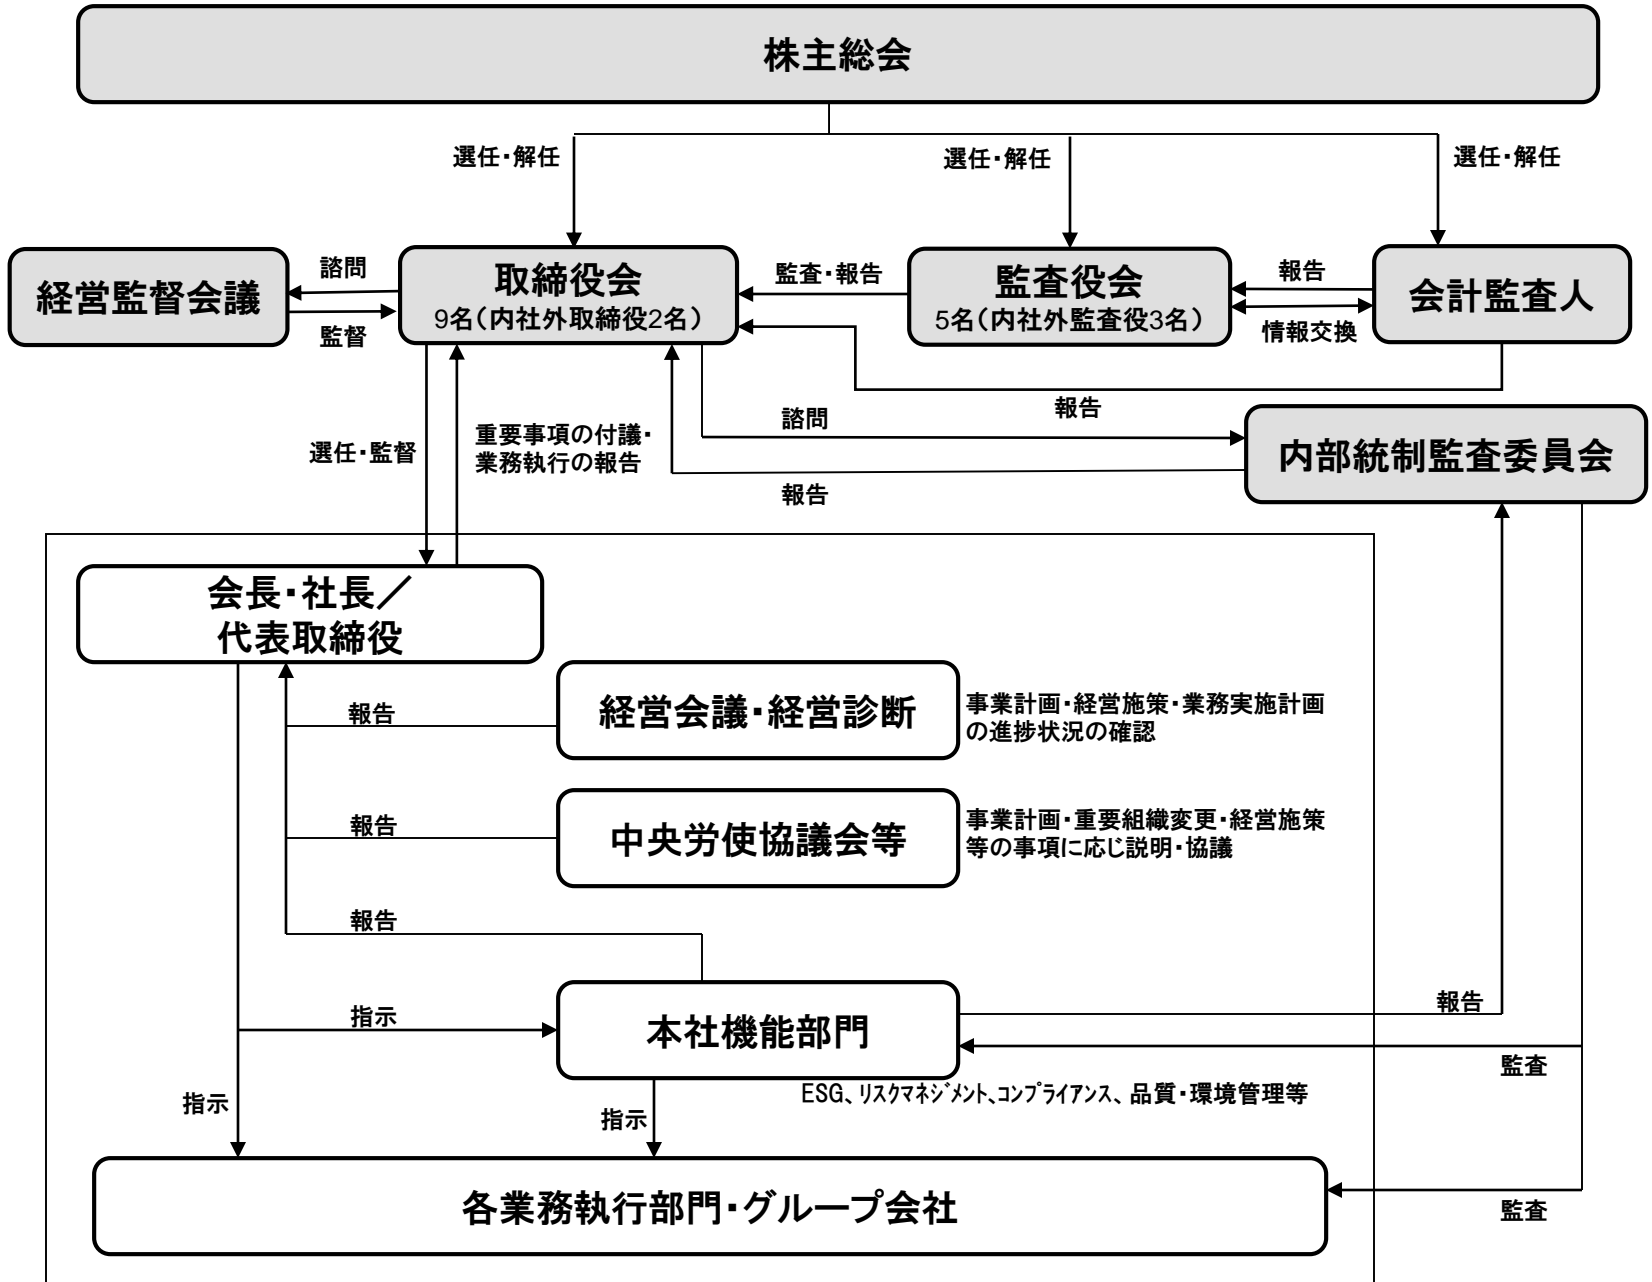 株主総会
選任・解任
選任・解任
選任・解任
経営監督会議
諮問
監督
取締役会
9名(内社外取締役2名)
監査・報告
監査役会
5名(内社外監査役3名)
報告
情報交換
会計監査人
報告
選任・監督
重要事項の付議・
業務執行の報告
諮問
報告
内部統制監査委員会
会長・社長／
代表取締役
報告
経営会議・経営診断
事業計画・経営施策・業務実施計画
の進捗状況の確認
報告
中央労使協議会等
事業計画・重要組織変更・経営施策
等の事項に応じ説明・協議
報告
指示
本社機能部門
報告
監査
ESG、ﾘｽｸﾏﾈｼﾞﾒﾝﾄ、ｺﾝﾌﾟﾗｲｱﾝｽ、品質・環境管理等
指示
指示
各業務執行部門・グループ会社
監査